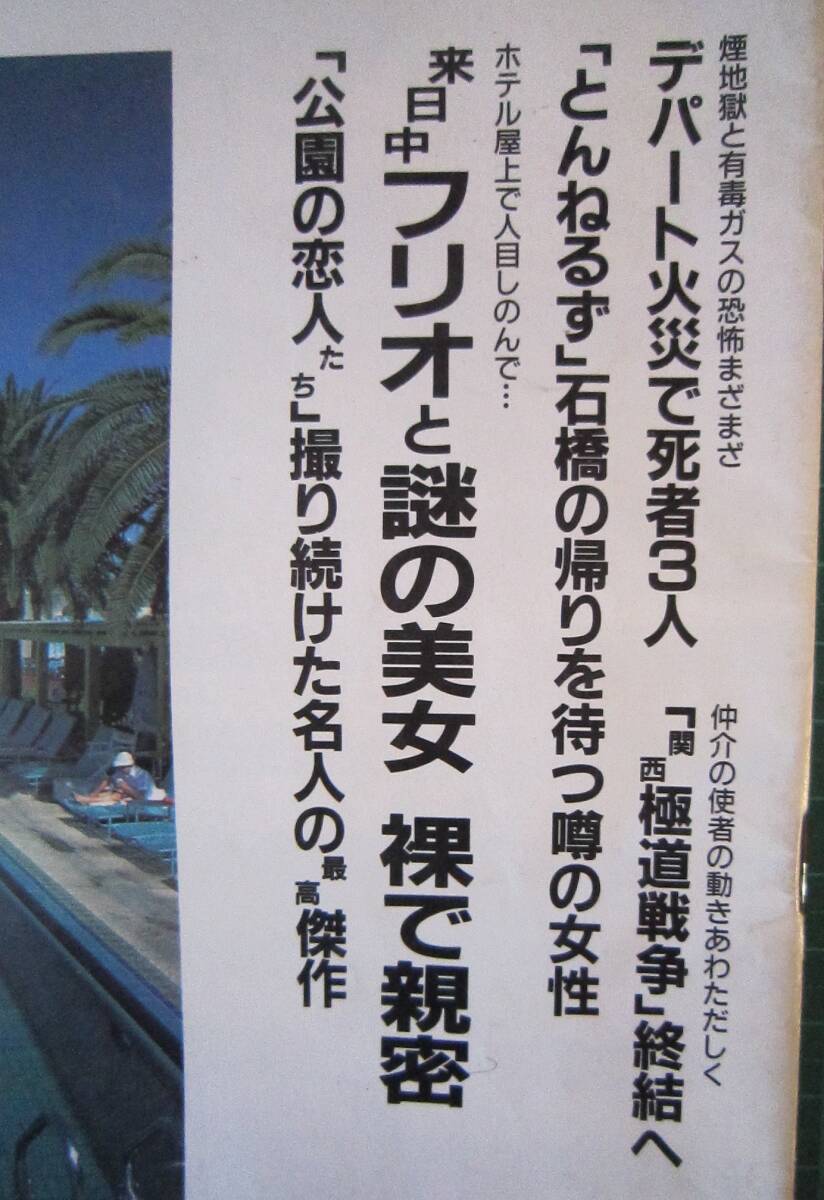 煙地獄と有毒ガスの恐怖まざまざ
デパート火災で死者3人
仲介の使者の動きあわただしく
「関西極道戦争」終結へ
「とんねるず」石橋の帰りを待つ噂の女性
ホテル屋上で人目しのんで…
来日中フリオと謎の美女 裸で親密
「公園の恋人たち」撮り続けた名人の最高傑作